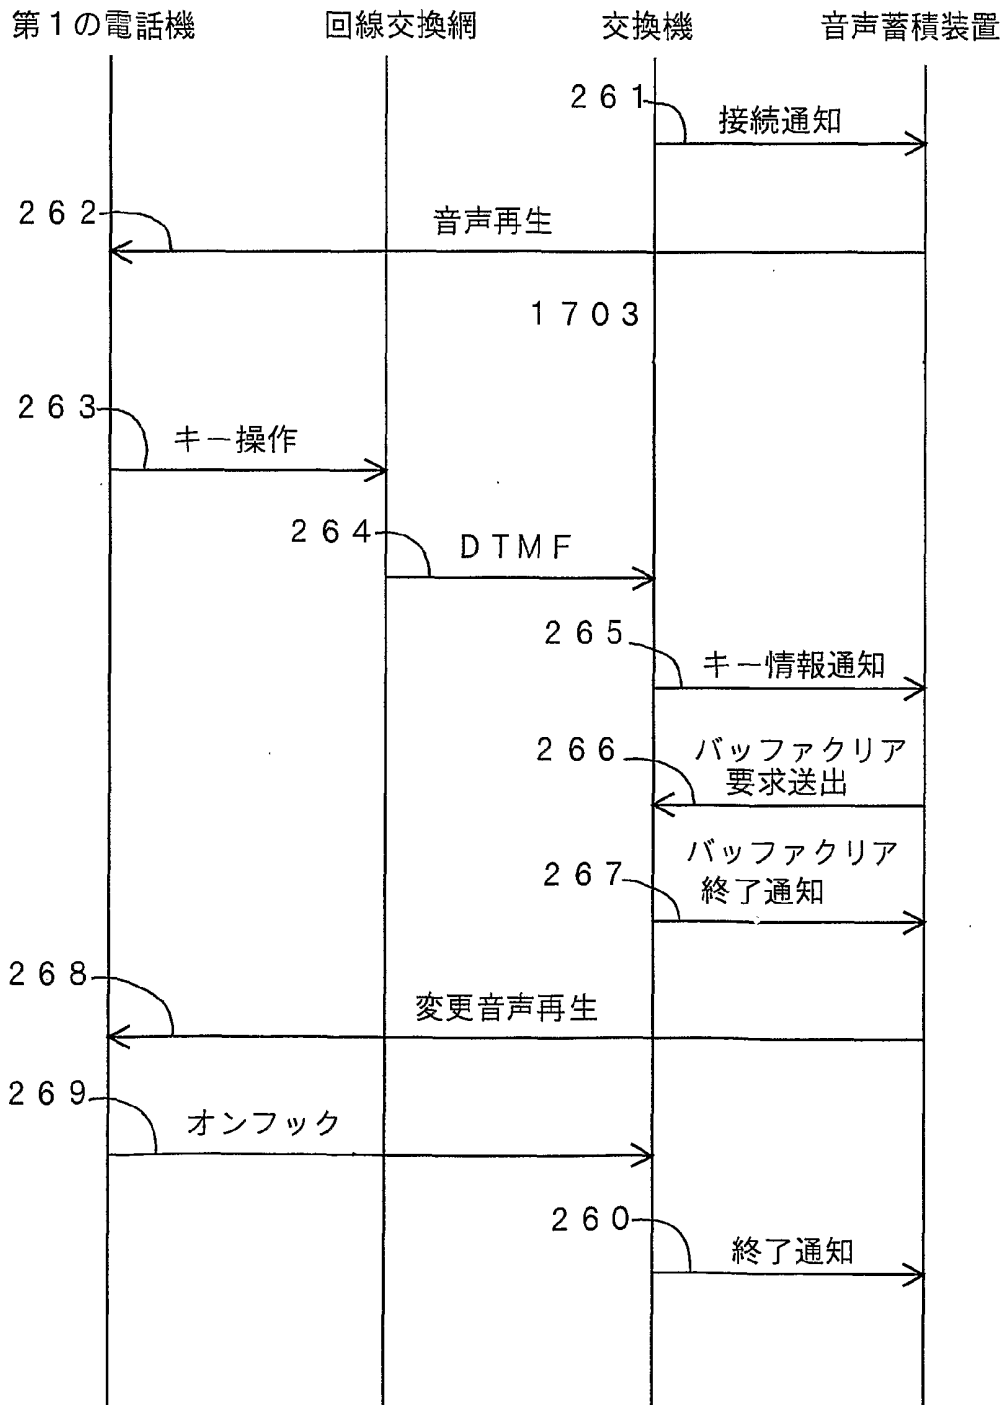 第1の電話機 回線交換網 交換機 音声蓄積装置
261
接続通知
262
音声再生
1703
263
キー操作
264
DTMF
265
キー情報通知
266
バッファクリア
要求送出
バッファクリア
267
終了通知
268
変更音声再生
269
オンフック
260
終了通知